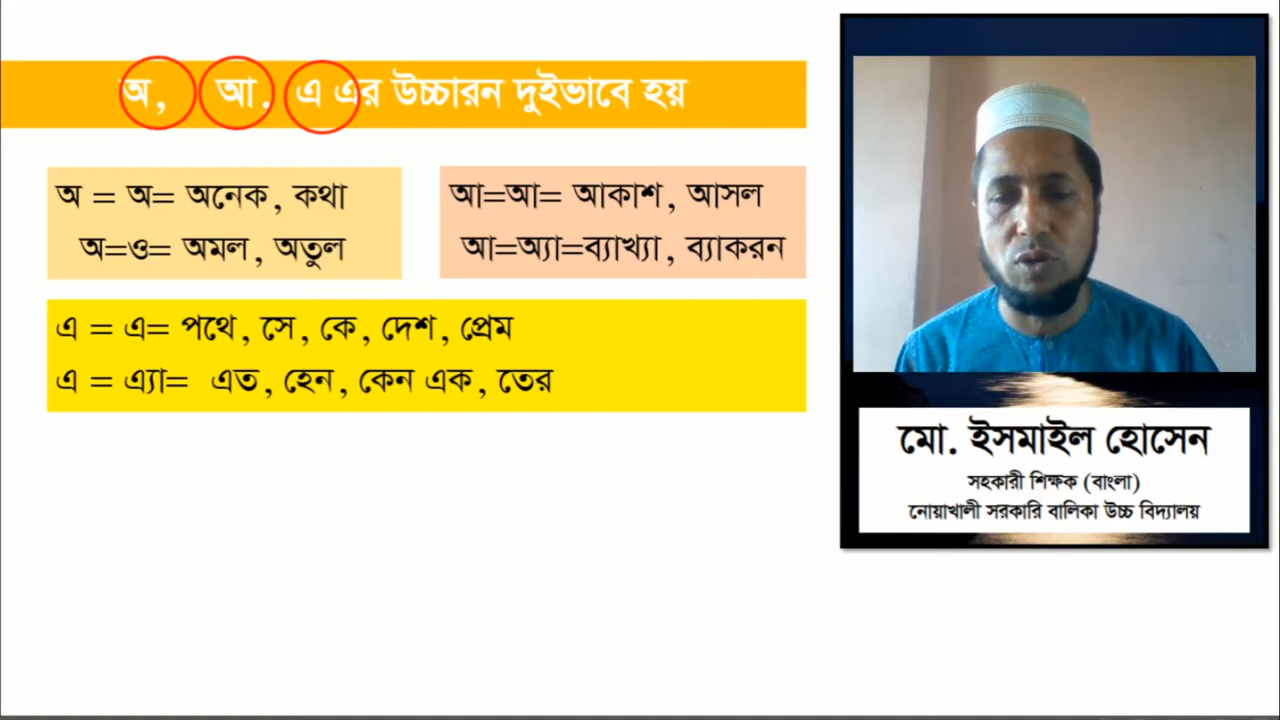 অ, আ. এ এর উচ্চারন দুইভাবে হয়
অ = অ= অনেক, কথা
অ=ও= অমল, অতুল
আ=আ= আকাশ, আসল
আ=অ্যা=ব্যাখ্যা, ব্যাকরন
এ = এ= পথে, সে, কে, দেশ, প্রেম
এ = এ্যা= এত, হেন, কেন এক, তের
মো. ইসমাইল হোসেন
সহকারী শিক্ষক (বাংলা)
নোয়াখালী সরকারি বালিকা উচ্চ বিদ্যালয়